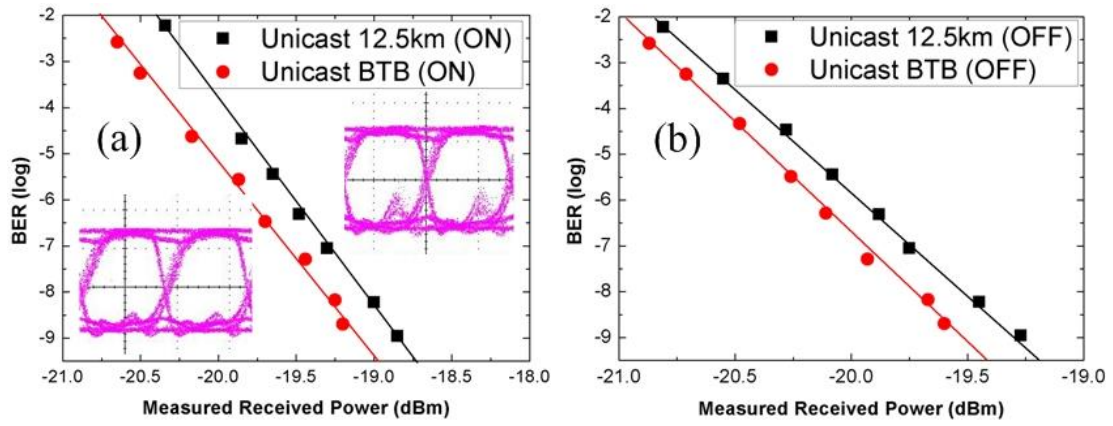 -2
-3
-4
-5
-6
-7
-8
-9
BER (log)
Unicast 12.5km (ON)
Unicast BTB (ON)
(a)
-21.0 -20.5 -20.0 -19.5 -19.0 -18.5 -18.0
Measured Received Power (dBm)
-2
-3
-4
-5
-6
-7
-8
-9
BER (log)
Unicast 12.5km (OFF)
Unicast BTB (OFF)
(b)
-21.0 -20.5 -20.0 -19.5 -19.0
Measured Received Power (dBm)